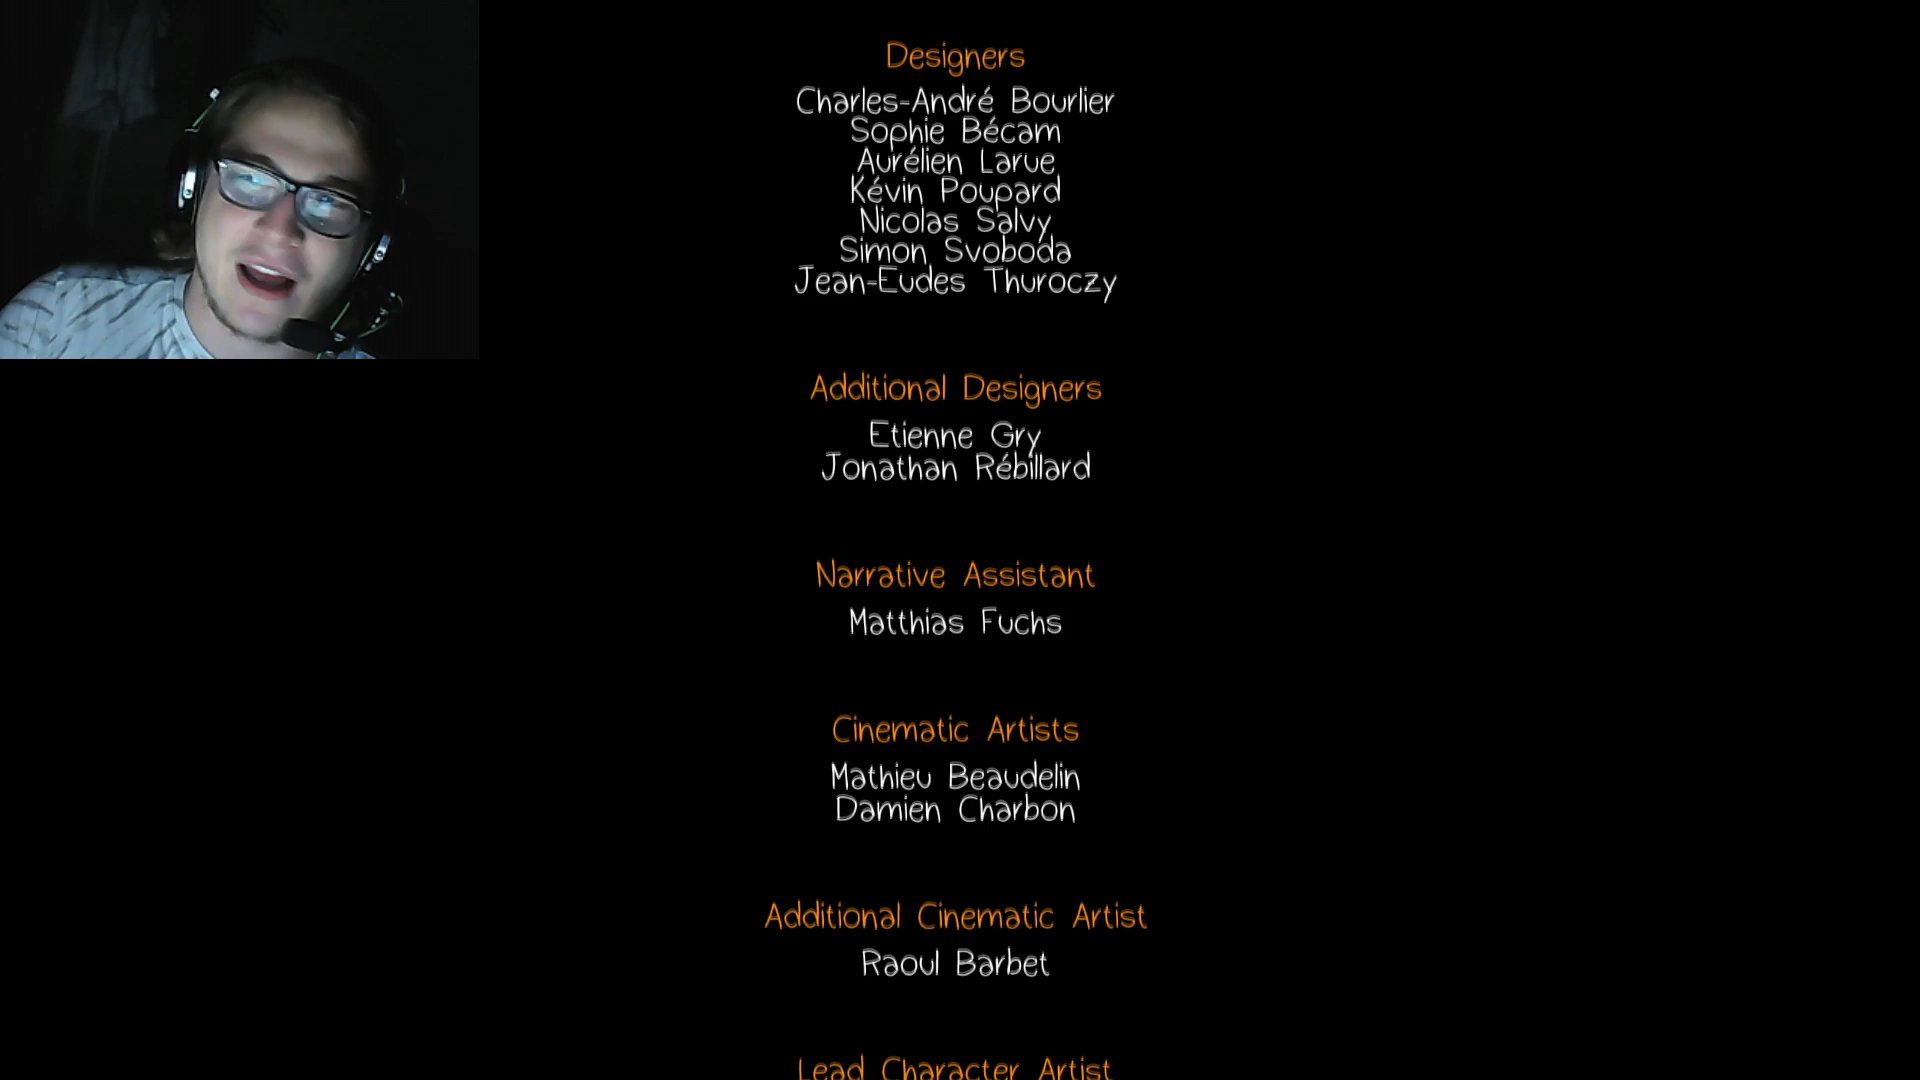 Designers
Charles-André Bourlier
Sophie Bécam
Aurélien Larue
Kévin Poupard
Nicolas Salvy
Simon Svoboda
Jean-Eudes Thuroczy
Additional Designers
Etienne Gry
Jonathan Rébillard
Narrative Assistant
Matthias Fuchs
Cinematic Artists
Mathieu Beaudelin
Damien Charbon
Additional Cinematic Artist
Raoul Barbet
Lead Character Artist